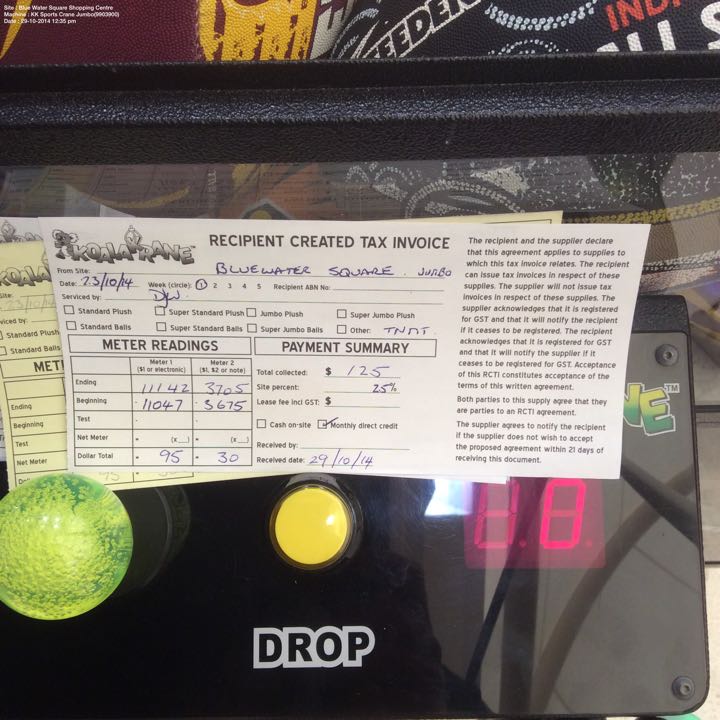 Site : Blue Water Square Shopping Centre
Machine : KK Sports Crane Jumbo(9903900)
Date : 29-10-2014 12:35 pm
EEDEN
INDI
ALL S
KOALA KRANE
RECIPIENT CREATED TAX INVOICE
From Site: BLUEWATER SQUARE . JUMBO
Date: 23/10/14 Week (circle): 1 2 3 4 5 Recipient ABN No:
Serviced by:
Standard Plush Super Standard Plush Jumbo Plush Super Jumbo Plush
Standard Balls Super Standard Balls Super Jumbo Balls Other: TNMT.
METER READINGS
Meter 1 ($1 or electronic) Meter 2 ($1, $2 or note)
Ending 11142 3705
Beginning 11047 3675
Test
Net Meter = (x ) = (x )
Dollar Total = 95 = 30
PAYMENT SUMMARY
Total collected: $ 125
Site percent: 25%
Lease fee incl GST: $
Cash on-site Monthly direct credit
Received by:
Received date: 29/10/14
The recipient and the supplier declare
that this agreement applies to supplies to
which this tax invoice relates. The recipient
can issue tax invoices in respect of these
supplies. The supplier will not issue tax
invoices in respect of these supplies. The
supplier acknowledges that it is registered
for GST and that it will notify the recipient
if it ceases to be registered. The recipient
acknowledges that it is registered for GST
and that it will notify the supplier if it
ceases to be registered for GST. Acceptance
of this RCTI constitutes acceptance of the
terms of this written agreement.
Both parties to this supply agree that they
are parties to an RCTI agreement.
The supplier agrees to notify the recipient
if the supplier does not wish to accept
the proposed agreement within 21 days of
receiving this document.
Standard Plush
Standard Balls
MET
Ending
Beginning
Test
Net Meter
NE™
DROP